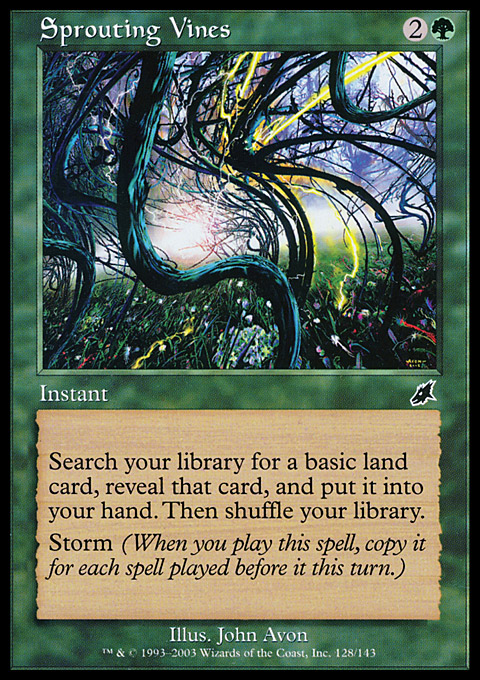 Sprouting Vines 2
Instant
Search your library for a basic land
card, reveal that card, and put it into
your hand. Then shuffle your library.
Storm (When you play this spell, copy it
for each spell played before it this turn.)
Illus. John Avon
™ & © 1993-2003 Wizards of the Coast, Inc. 128/143